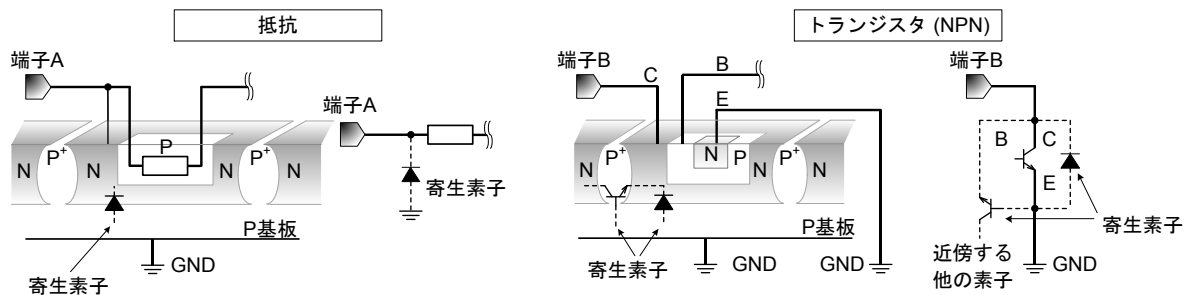 抵抗
トランジスタ (NPN)
端子A
端子A
P
N
P+
N
N
P+
N
寄生素子
P基板
寄生素子
GND
端子B
C
B
E
N
P+
N
N
P
N
P+
N
P基板
寄生素子
GND
GND
端子B
B
C
E
寄生素子
近傍する
他の素子
GND